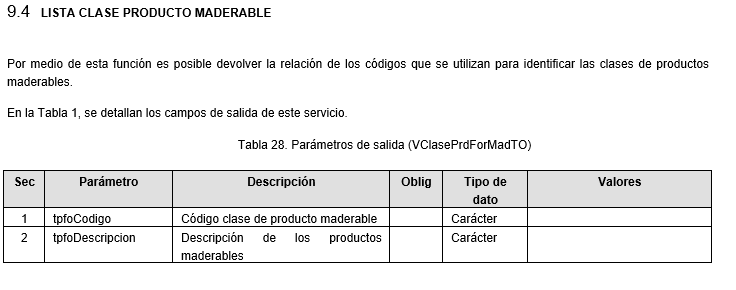 9.4 LISTA CLASE PRODUCTO MADERABLE
Por medio de esta función es posible devolver la relación de los códigos que se utilizan para identificar las clases de productos
maderables.
En la Tabla 1, se detallan los campos de salida de este servicio.
Tabla 28. Parámetros de salida (VClasePrdForMadTO)
Sec Parámetro Descripción Oblig Tipo de dato Valores
1 tpfoCodigo Código clase de producto maderable Carácter
2 tpfoDescripcion Descripción de los productos maderables Carácter